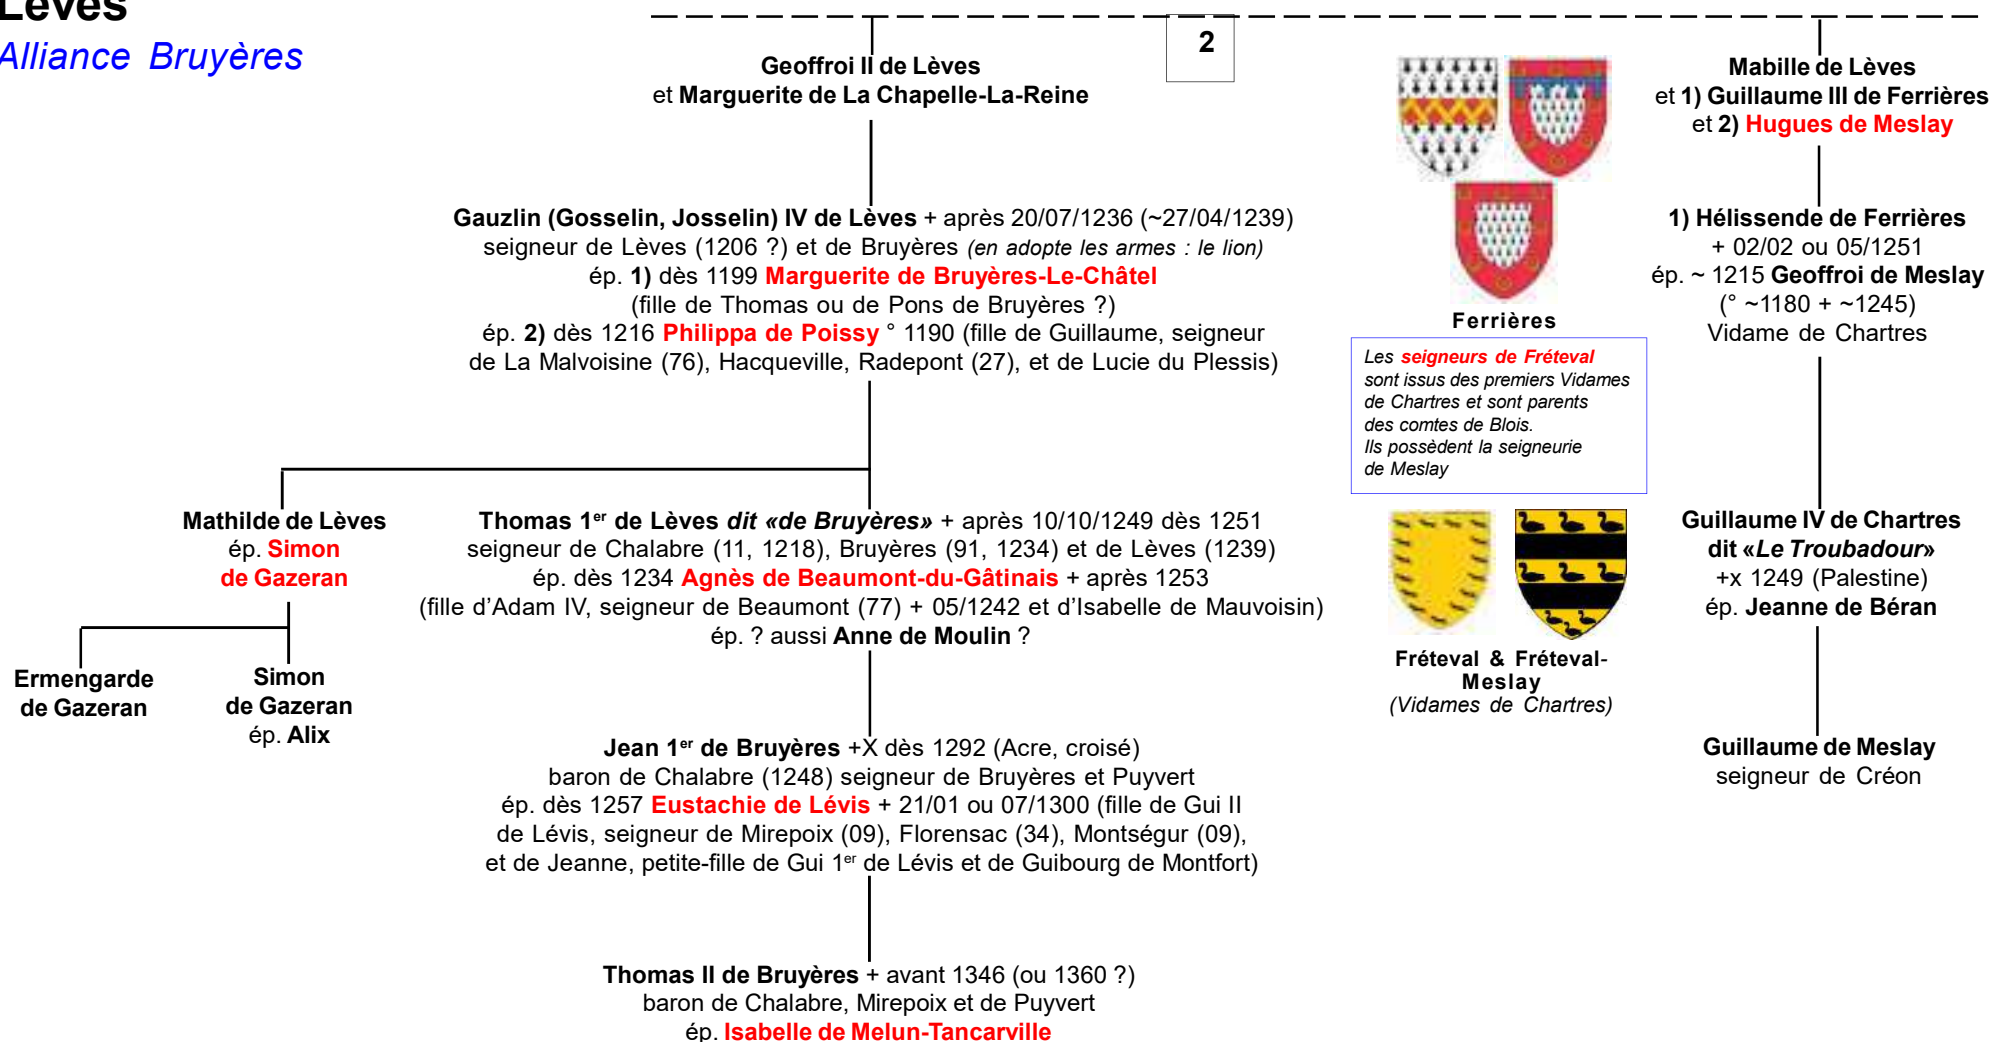 Lèves
Alliance Bruyères
2
Geoffroi II de Lèves
et Marguerite de La Chapelle-La-Reine
Gauzlin (Gosselin, Josselin) IV de Lèves + après 20/07/1236 (~27/04/1239)
seigneur de Lèves (1206 ?) et de Bruyères (en adopte les armes : le lion)
ép. 1) dès 1199 Marguerite de Bruyères-Le-Châtel
(fille de Thomas ou de Pons de Bruyères ?)
ép. 2) dès 1216 Philippa de Poissy ° 1190 (fille de Guillaume, seigneur
de La Malvoisine (76), Hacqueville, Radepont (27), et de Lucie du Plessis)
Mathilde de Lèves
ép. Simon
de Gazeran
Ermengarde
de Gazeran
Simon
de Gazeran
ép. Alix
Thomas 1er de Lèves dit «de Bruyères» + après 10/10/1249 dès 1251
seigneur de Chalabre (11, 1218), Bruyères (91, 1234) et de Lèves (1239)
ép. dès 1234 Agnès de Beaumont-du-Gâtinais + après 1253
(fille d’Adam IV, seigneur de Beaumont (77) + 05/1242 et d’Isabelle de Mauvoisin)
ép. ? aussi Anne de Moulin ?
Jean 1er de Bruyères +X dès 1292 (Acre, croisé)
baron de Chalabre (1248) seigneur de Bruyères et Puyvert
ép. dès 1257 Eustachie de Lévis + 21/01 ou 07/1300 (fille de Gui II
de Lévis, seigneur de Mirepoix (09), Florensac (34), Montségur (09),
et de Jeanne, petite-fille de Gui 1er de Lévis et de Guibourg de Montfort)
Thomas II de Bruyères + avant 1346 (ou 1360 ?)
baron de Chalabre, Mirepoix et de Puyvert
ép. Isabelle de Melun-Tancarville
Ferrières
Les seigneurs de Fréteval
sont issus des premiers Vidames
de Chartres et sont parents
des comtes de Blois.
Ils possèdent la seigneurie
de Meslay
Fréteval & Fréteval-
Meslay
(Vidames de Chartres)
Mabille de Lèves
et 1) Guillaume III de Ferrières
et 2) Hugues de Meslay
1) Hélissende de Ferrières
+ 02/02 ou 05/1251
ép. ~ 1215 Geoffroi de Meslay
(° ~1180 + ~1245)
Vidame de Chartres
Guillaume IV de Chartres
dit «Le Troubadour»
+x 1249 (Palestine)
ép. Jeanne de Béran
Guillaume de Meslay
seigneur de Créon